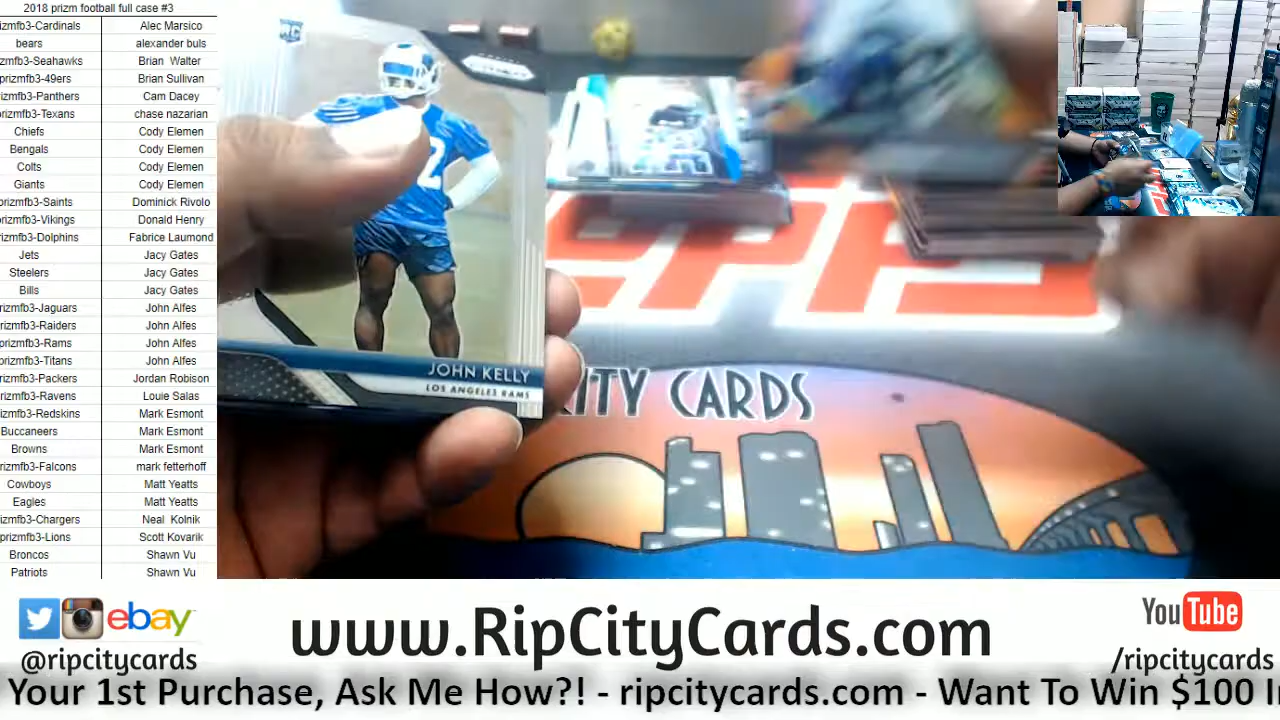 2018 prizm football full case #3
zmfb3-Cardinals Alec Marsico
bears alexander buls
zmfb3-Seahawks Brian Walter
prizmfb3-49ers Brian Sullivan
zmfb3-Panthers Cam Dacey
rizmfb3-Texans chase nazarian
Chiefs Cody Elemen
Bengals Cody Elemen
Colts Cody Elemen
Giants Cody Elemen
prizmfb3-Saints Dominick Rivolo
rizmfb3-Vikings Donald Henry
rizmfb3-Dolphins Fabrice Laumond
Jets Jacy Gates
Steelers Jacy Gates
Bills Jacy Gates
rizmfb3-Jaguars John Alfes
rizmfb3-Raiders John Alfes
prizmfb3-Rams John Alfes
prizmfb3-Titans John Alfes
rizmfb3-Packers Jordan Robison
rizmfb3-Ravens Louie Salas
rizmfb3-Redskins Mark Esmont
Buccaneers Mark Esmont
Browns Mark Esmont
rizmfb3-Falcons mark fetterhoff
Cowboys Matt Yeatts
Eagles Matt Yeatts
izmfb3-Chargers Neal Kolnik
prizmfb3-Lions Scott Kovarik
Broncos Shawn Vu
Patriots Shawn Vu
RC
2
JOHN KELLY
LOS ANGELES RAMS
ITY CARDS
ebay
@ripcitycards
www.RipCityCards.com
YouTube
/ripcitycards
Your 1st Purchase, Ask Me How?! - ripcitycards.com - Want To Win $100 I